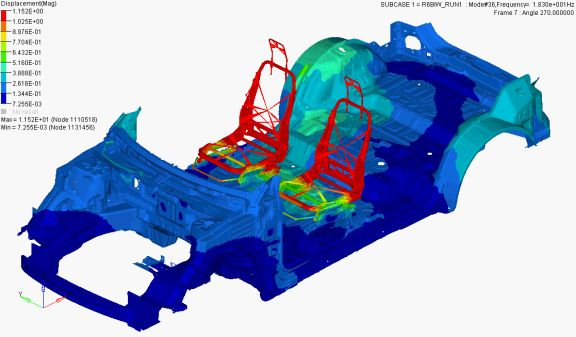 Displacement(Mag)
SUBCASE 1 = R6BIW_RUN1 : Mode#36,Frequency= 1.830e+001Hz
Frame 7 : Angle 270.000000
1.152E+00
1.025E+00
8.976E-01
7.704E-01
6.432E-01
5.160E-01
3.888E-01
2.616E-01
1.344E-01
7.255E-03
No result
Max = 1.152E+01 (Node 1110518)
Min = 7.255E-03 (Node 1131456)
Y